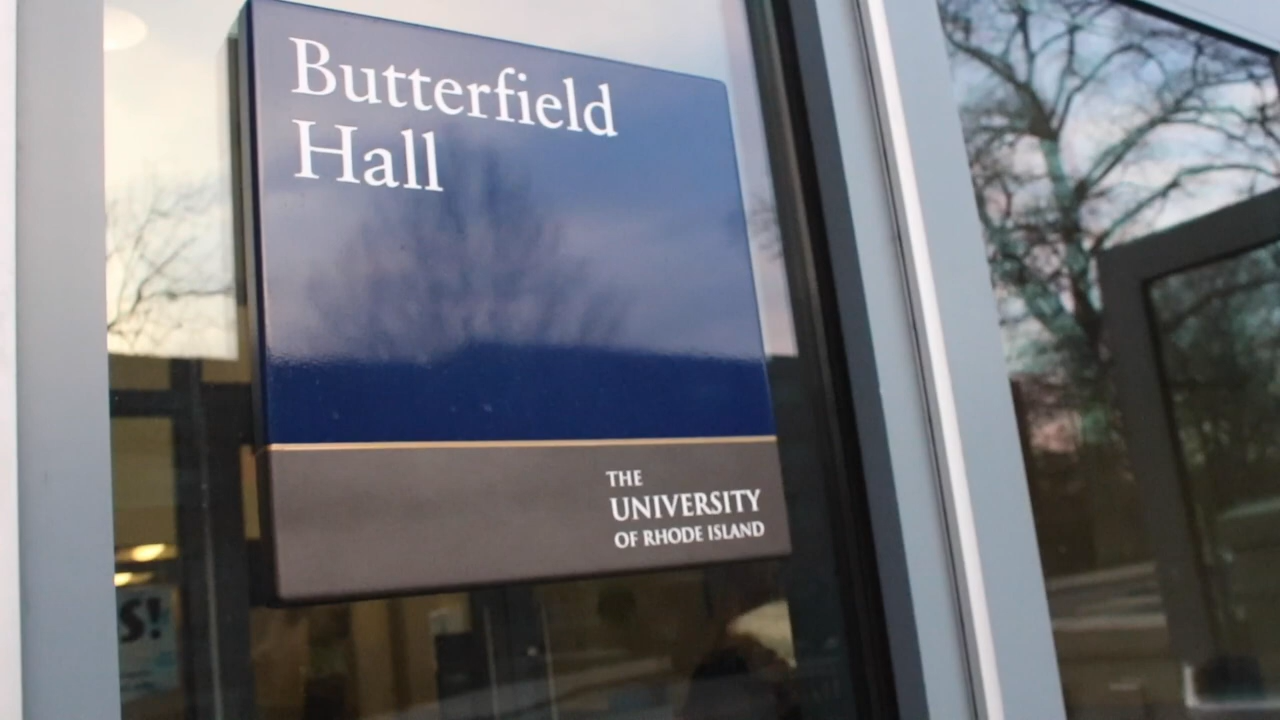 Butterfield
Hall
THE
UNIVERSITY
OF RHODE ISLAND
S!